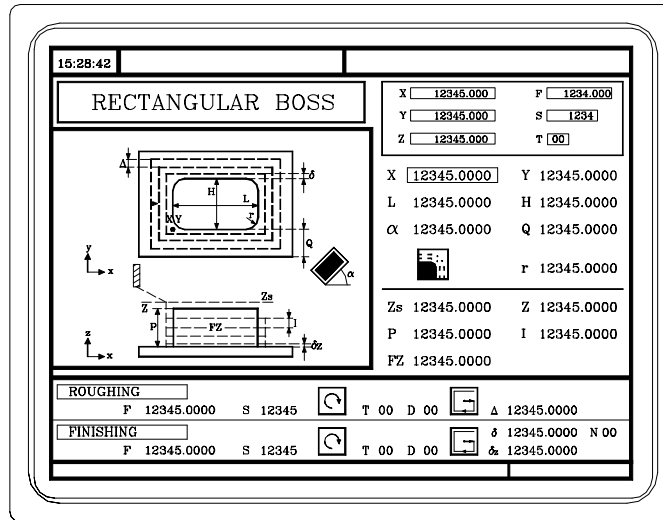 15:28:42
RECTANGULAR BOSS
X 12345.000 F 1234.000
Y 12345.000 S 1234
Z 12345.000 T 00
X 12345.0000 Y 12345.0000
L 12345.0000 H 12345.0000
α 12345.0000 Q 12345.0000
r 12345.0000
Zs 12345.0000 Z 12345.0000
P 12345.0000 I 12345.0000
FZ 12345.0000
Δ
δ
H
L
X Y
r
Q
y
x
α
Zs
Z
P
FZ
I
δz
z
x
ROUGHING
F 12345.0000 S 12345 T 00 D 00 Δ 12345.0000
FINISHING
δ 12345.0000 N 00
F 12345.0000 S 12345 T 00 D 00 δz 12345.0000